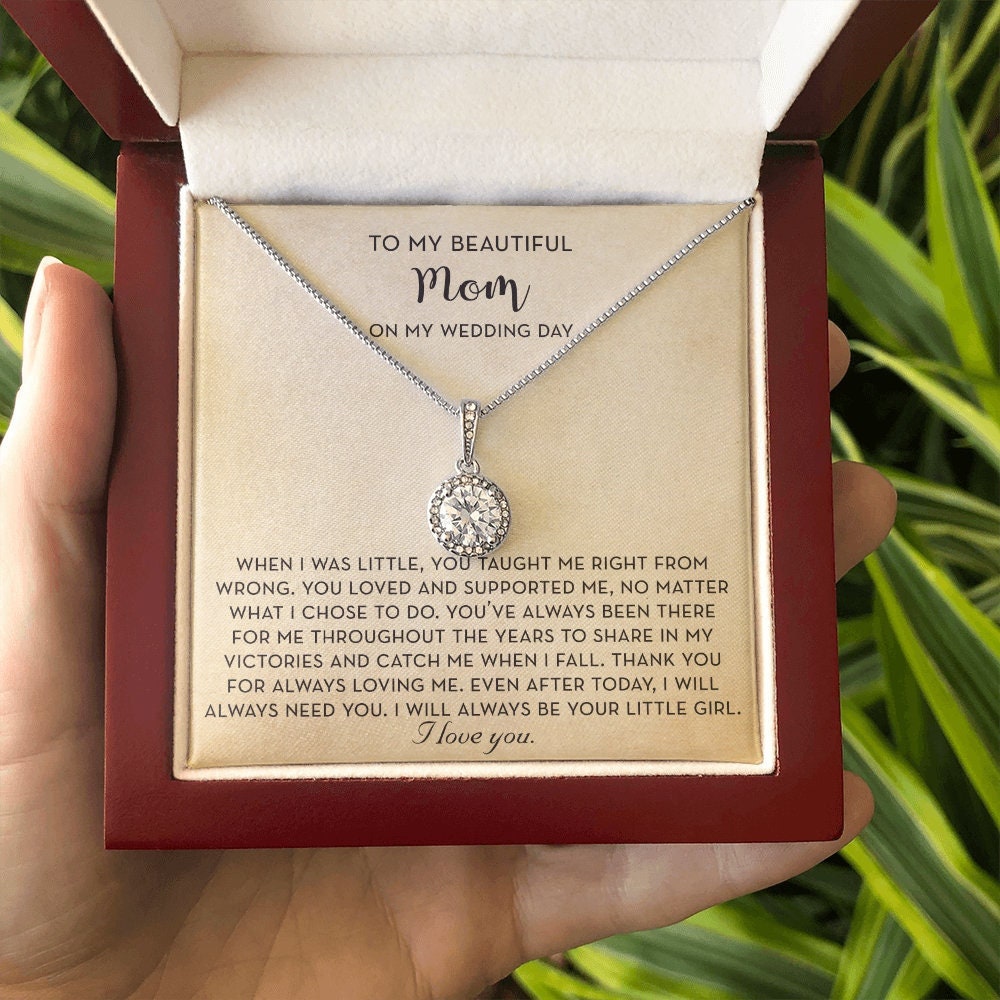 TO MY BEAUTIFUL
Mom
ON MY WEDDING DAY
WHEN I WAS LITTLE, YOU TAUGHT ME RIGHT FROM
WRONG. YOU LOVED AND SUPPORTED ME, NO MATTER
WHAT I CHOSE TO DO. YOU'VE ALWAYS BEEN THERE
FOR ME THROUGHOUT THE YEARS TO SHARE IN MY
VICTORIES AND CATCH ME WHEN I FALL. THANK YOU
FOR ALWAYS LOVING ME. EVEN AFTER TODAY, I WILL
ALWAYS NEED YOU. I WILL ALWAYS BE YOUR LITTLE GIRL.
I love you.